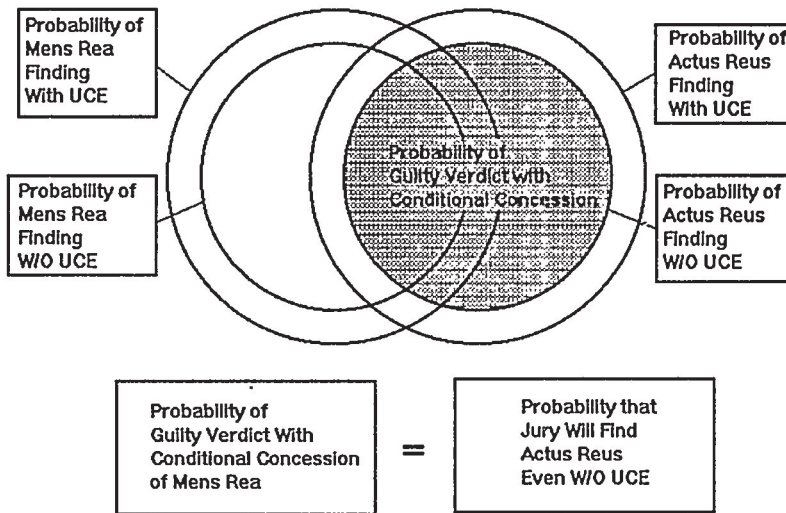 Probability of
Mens Rea
Finding
With UCE
Probability of
Actus Reus
Finding
With UCE
Probability of
Guilty Verdict with
Conditional Concession
Probability of
Mens Rea
Finding
W/O UCE
Probability of
Actus Reus
Finding
W/O UCE
Probability of
Guilty Verdict With
Conditional Concession
of Mens Rea
=
Probability that
Jury Will Find
Actus Reus
Even W/O UCE